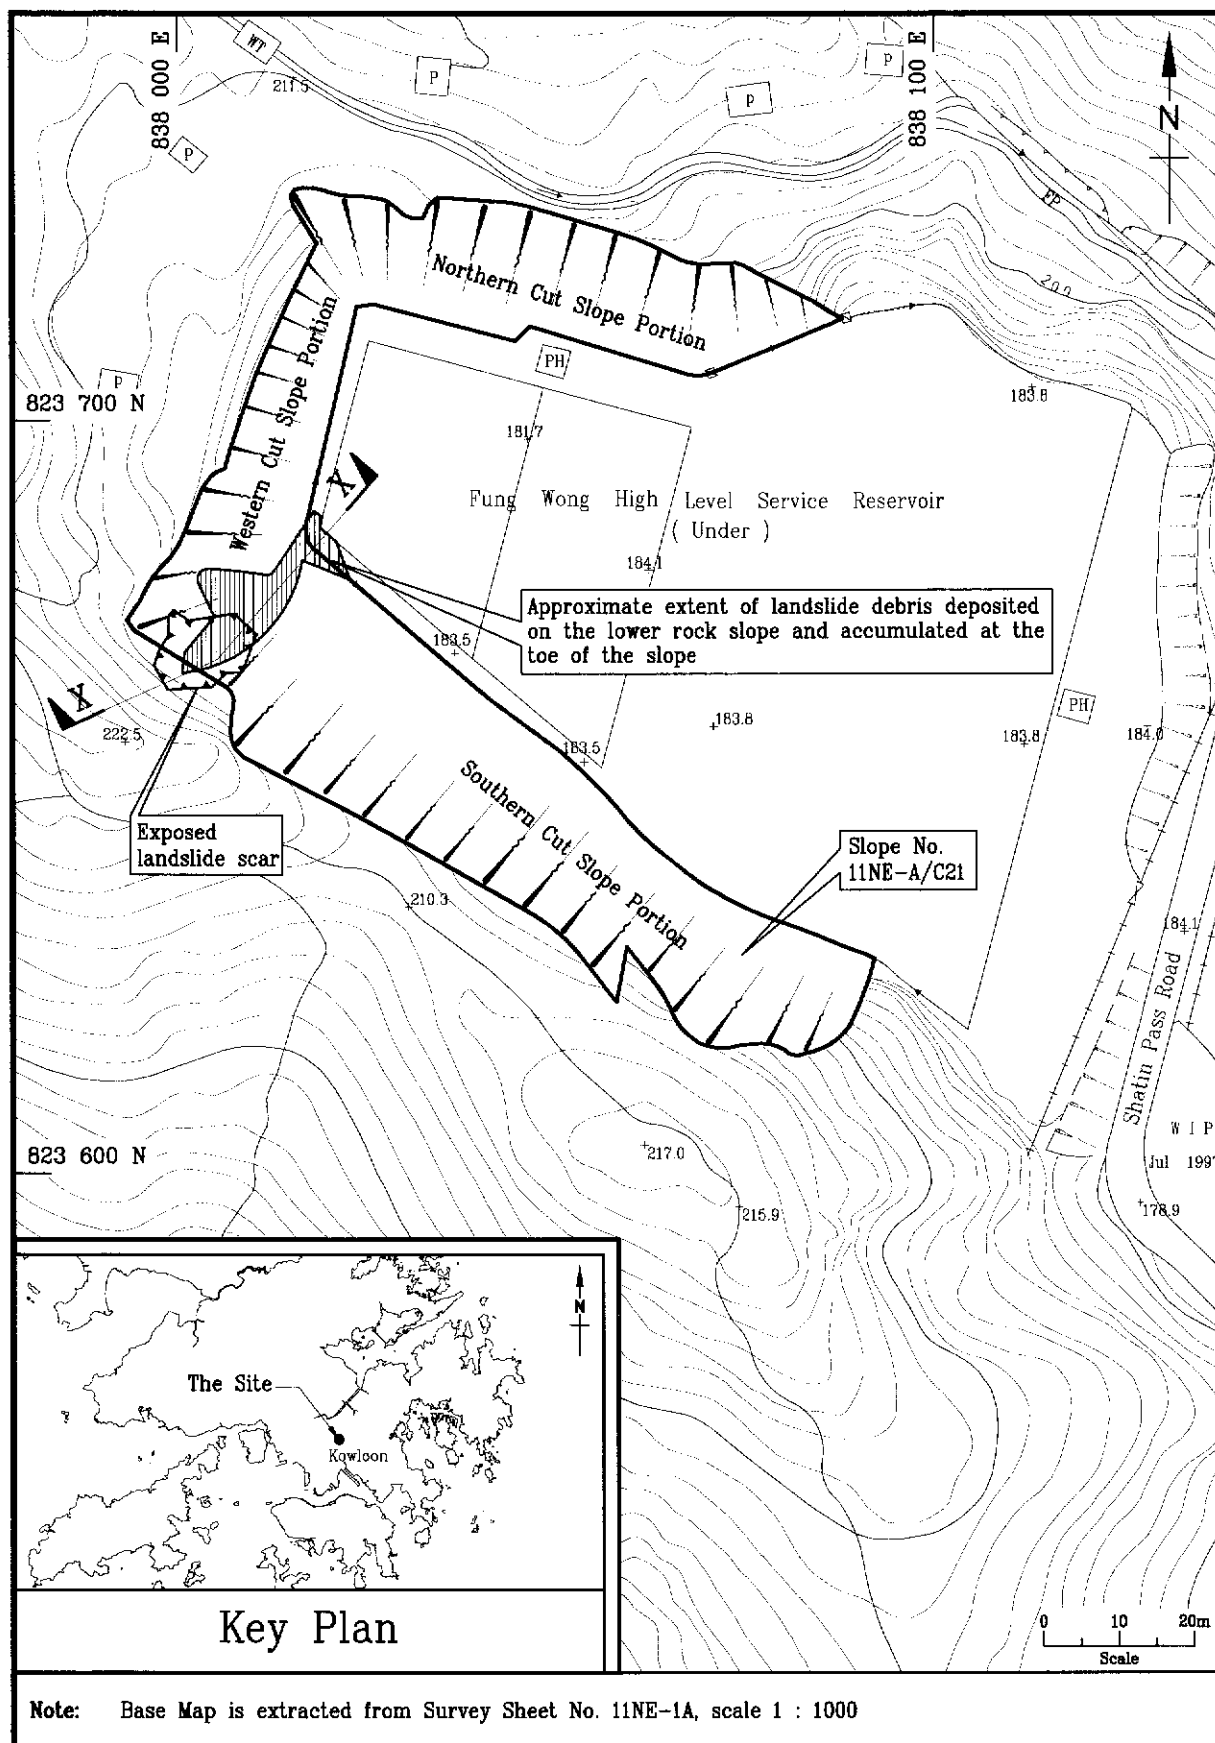 838 000 E
838 100 E
WT
P
P
P
P
211.5
N
FP
200
Northern Cut Slope Portion
Western Cut Slope Portion
PH
P
823 700 N
183.8
181.7
X
Fung Wong High Level Service Reservoir
( Under )
184.1
Approximate extent of landslide debris deposited
on the lower rock slope and accumulated at the
toe of the slope
183.5
X
222.5
183.8
PH
183.8
184.0
183.5
Southern Cut Slope Portion
Exposed
landslide scar
Slope No.
11NE-A/C21
210.3
184.1
Shatin Pass Road
823 600 N
217.0
W I P
Jul 1997
215.9
178.9
N
The Site
Kowloon
Key Plan
0 10 20m
Scale
Note: Base Map is extracted from Survey Sheet No. 11NE-1A, scale 1 : 1000